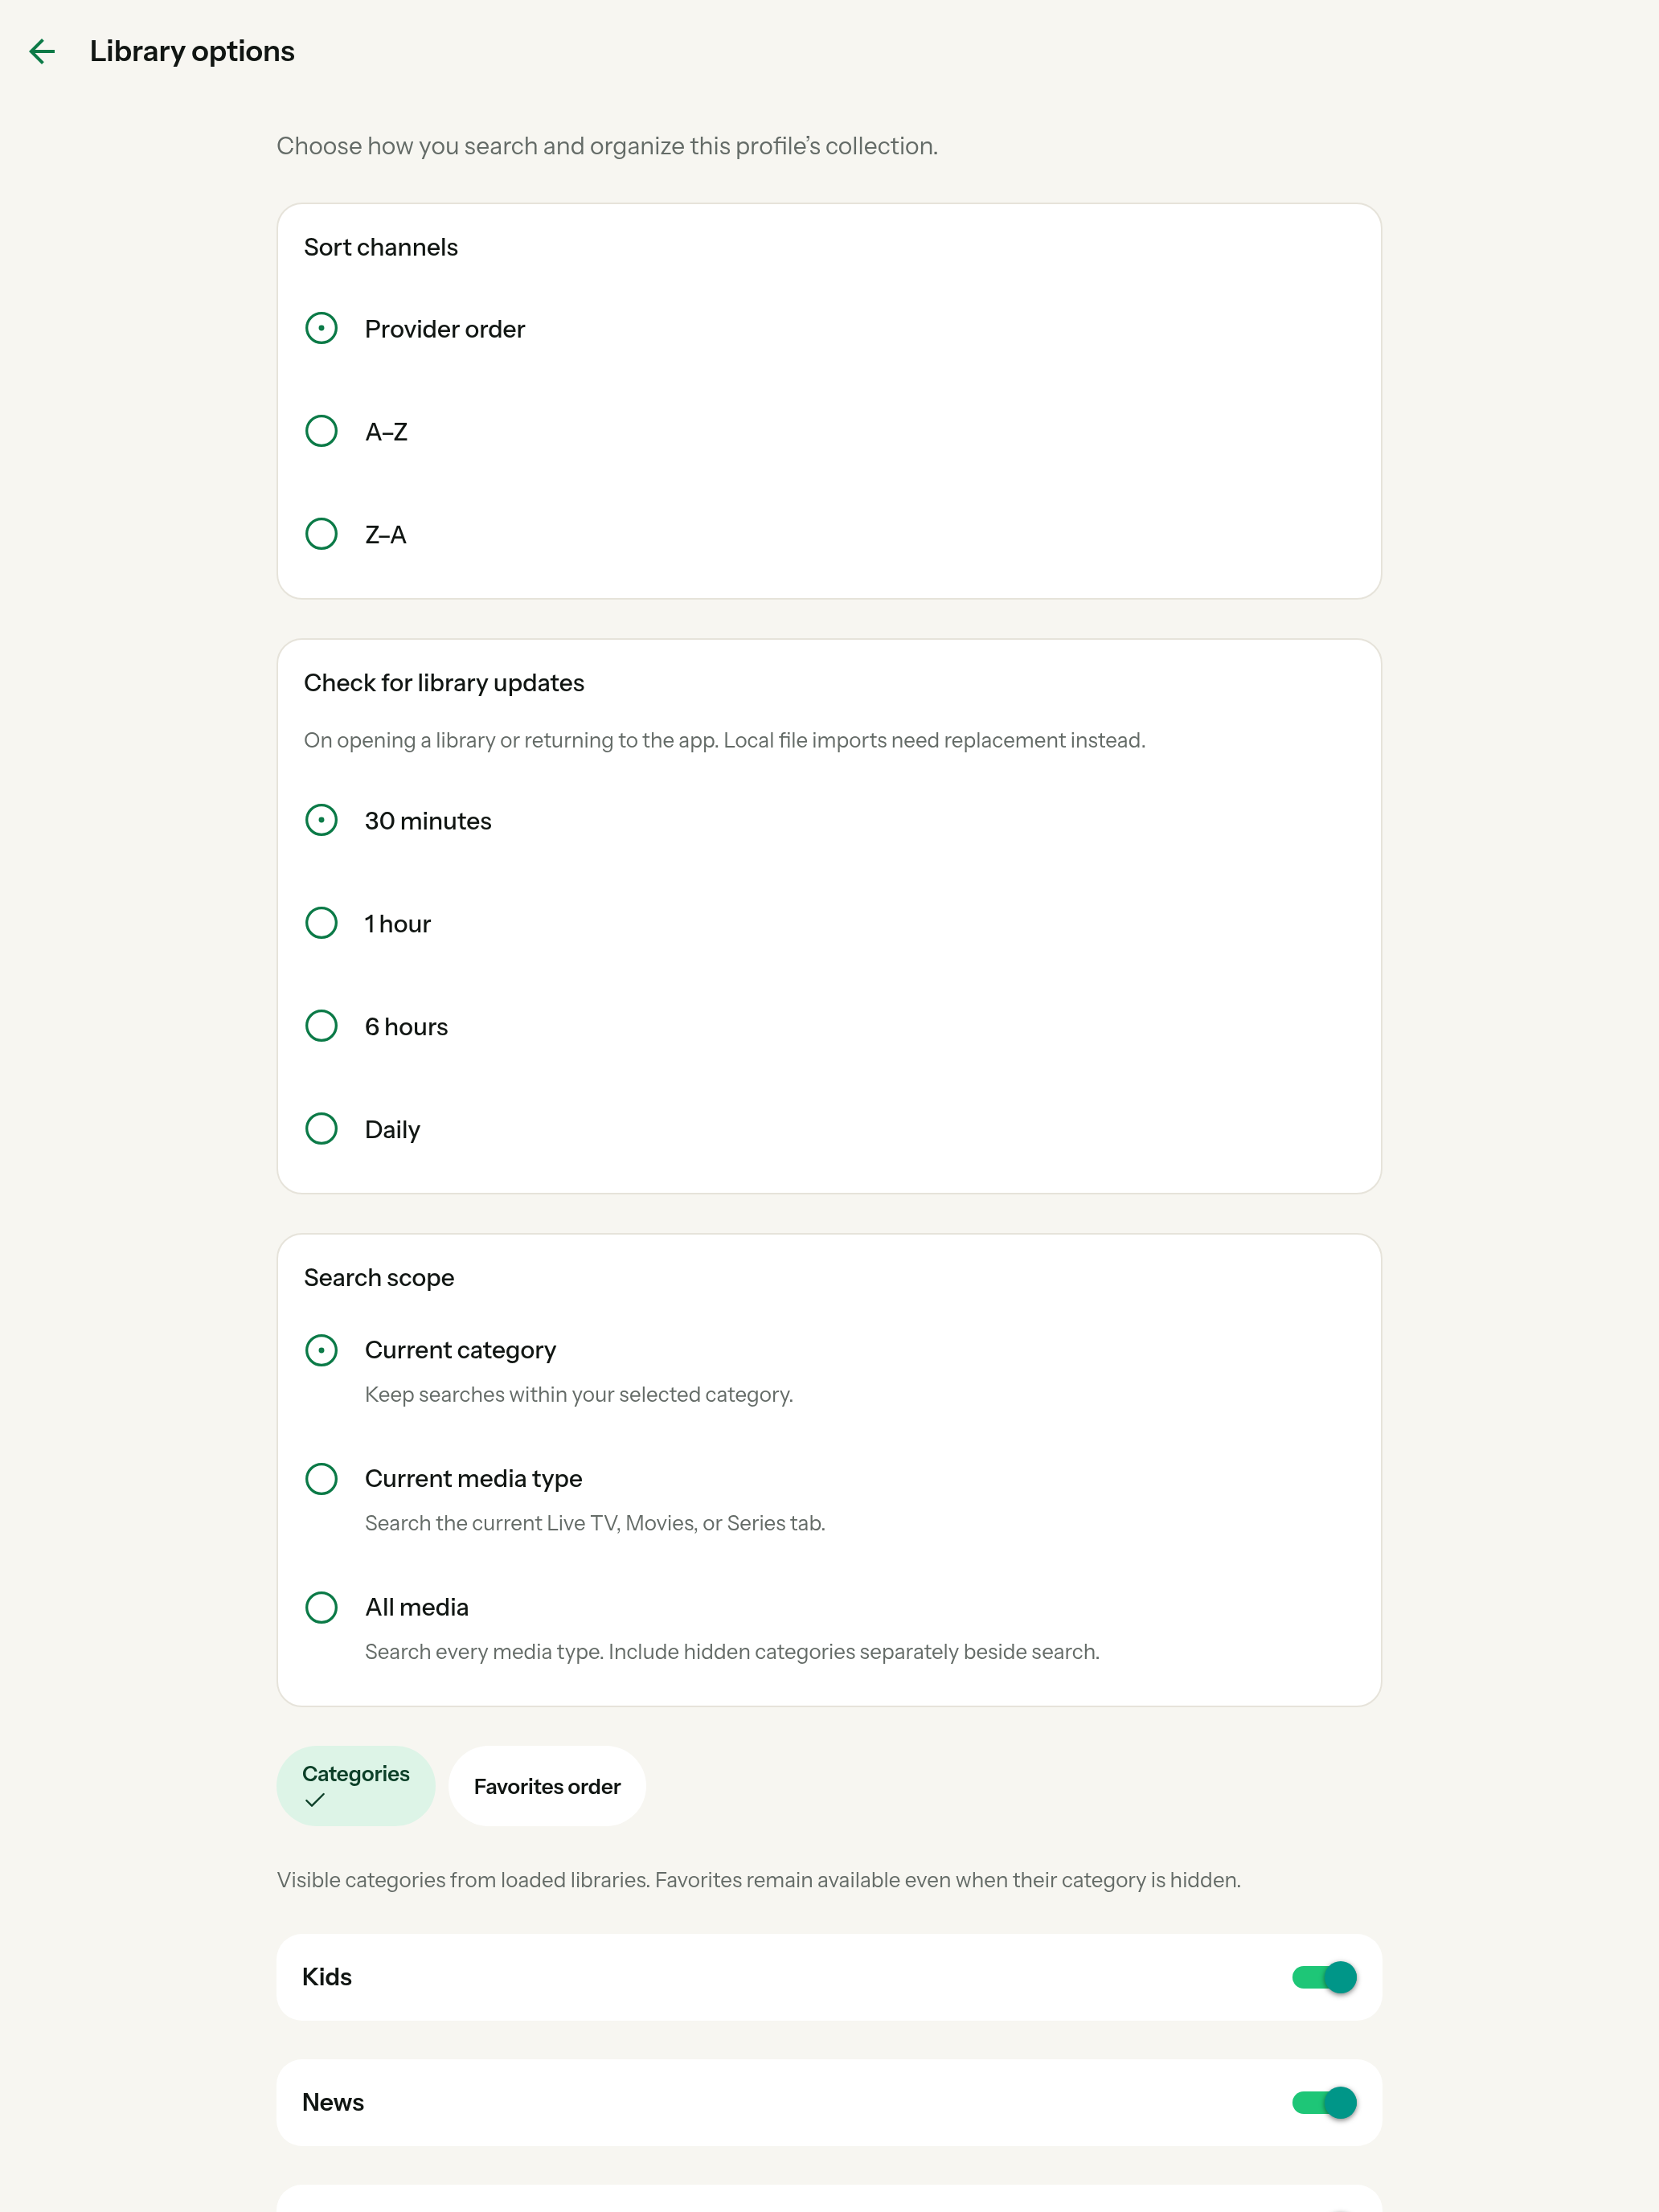 Library options
Choose how you search and organize this profile’s collection.
Sort channels
Provider order
A–Z
Z–A
Check for library updates
On opening a library or returning to the app. Local file imports need replacement instead.
30 minutes
1 hour
6 hours
Daily
Search scope
Current category
Keep searches within your selected category.
Current media type
Search the current Live TV, Movies, or Series tab.
All media
Search every media type. Include hidden categories separately beside search.
Categories
Favorites order
Visible categories from loaded libraries. Favorites remain available even when their category is hidden.
Kids
News